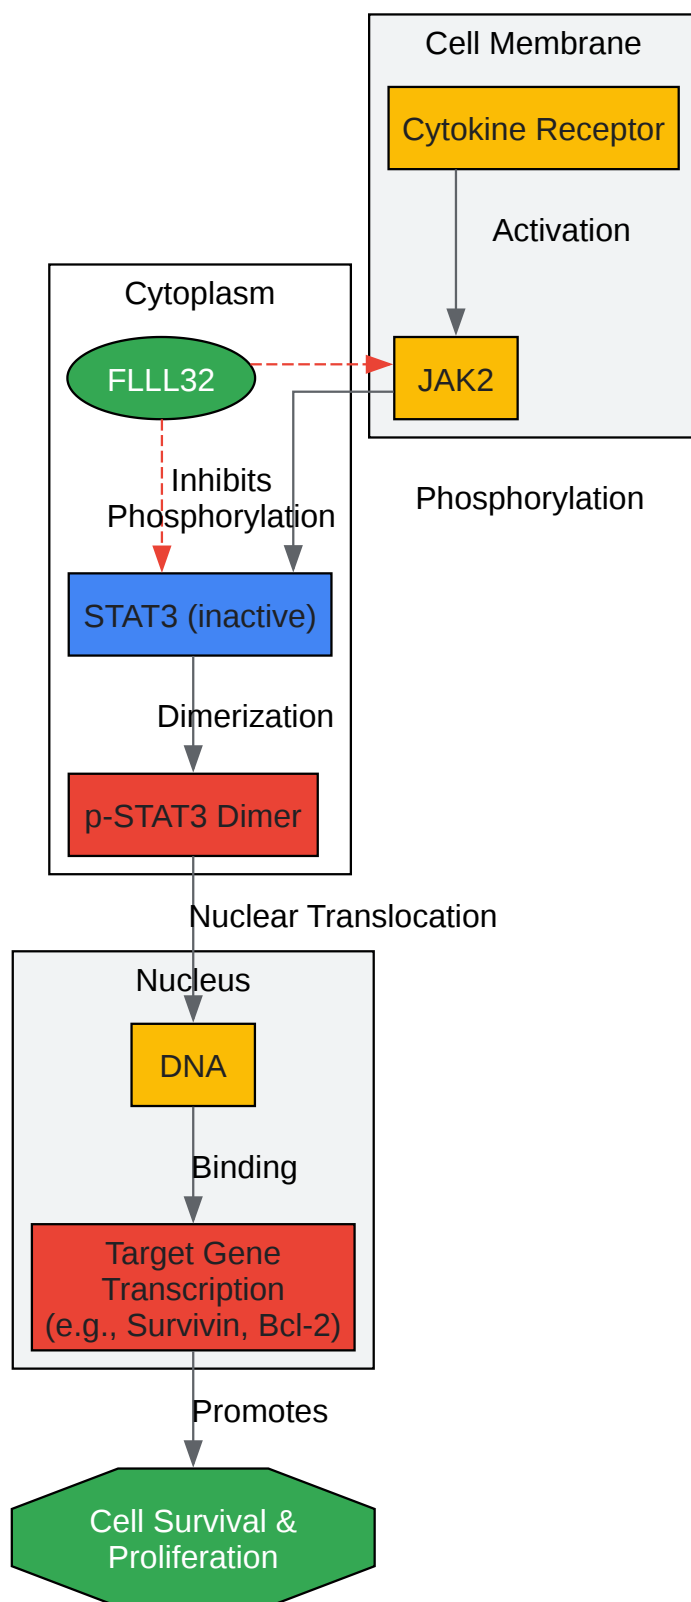 Cell Membrane
Cytokine Receptor
Activation
Cytoplasm
FLLL32
JAK2
Inhibits
Phosphorylation
Phosphorylation
STAT3 (inactive)
Dimerization
p-STAT3 Dimer
Nuclear Translocation
Nucleus
DNA
Binding
Target Gene
Transcription
(e.g., Survivin, Bcl-2)
Promotes
Cell Survival &
Proliferation